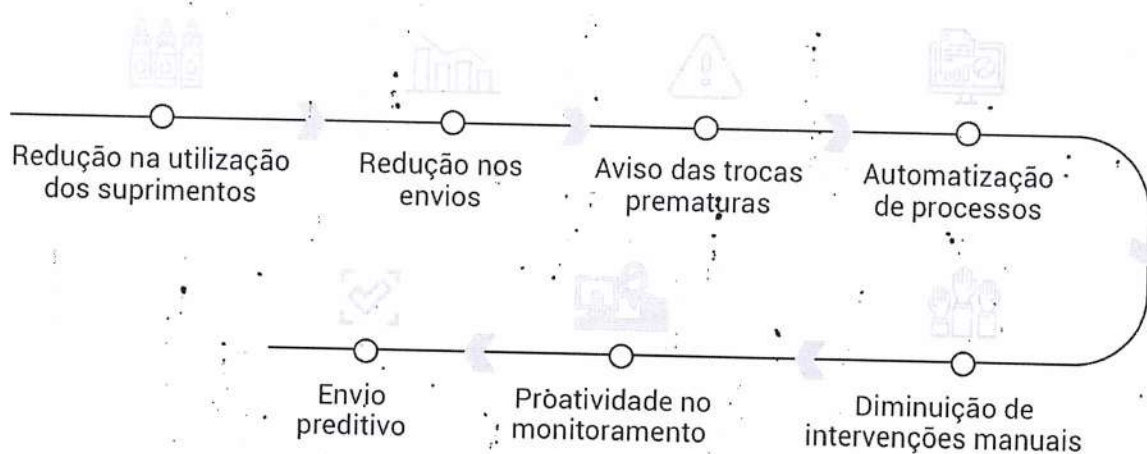 Redução na utilização
dos suprimentos
Redução nos
envios
Aviso das trocas
prematuras
Automatização
de processos
Diminuição de
intervenções manuais
Proatividade no
monitoramento
Envio
preditivo